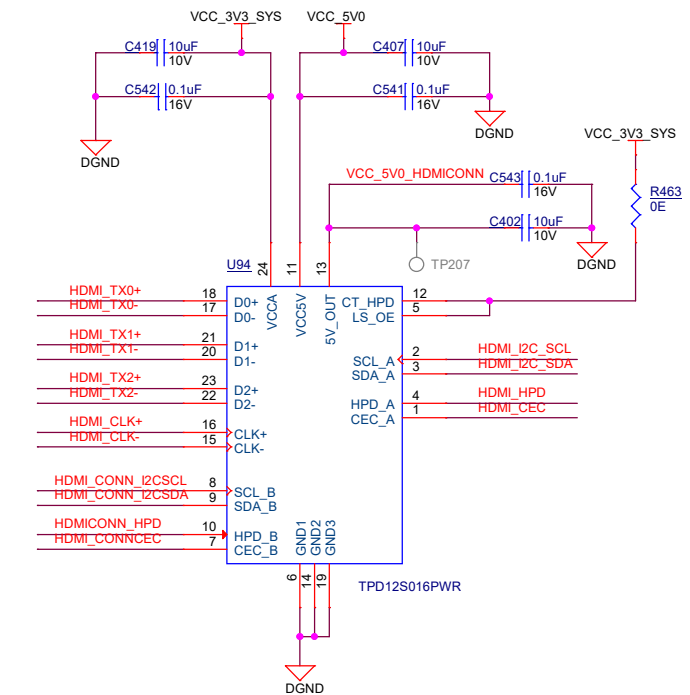 VCC_3V3_SYS VCC_5V0
C419 10uF C407 10uF
10V 10V
C542 0.1uF C541 0.1uF
16V 16V
DGND DGND
VCC_3V3_SYS
VCC_5V0_HDMICONN C543 0.1uF
16V
R463
0E
C402 10uF
10V
TP207 DGND
U94 24 11 13
VCCA VCC5V 5V_OUT
HDMI_TX0+ 18 D0+ CT_HPD 12
HDMI_TX0- 17 D0- LS_OE 5
HDMI_TX1+ 21 D1+
HDMI_TX1- 20 D1- SCL_A 2 HDMI_I2C_SCL
SDA_A 3 HDMI_I2C_SDA
HDMI_TX2+ 23 D2+
HDMI_TX2- 22 D2- HPD_A 4 HDMI_HPD
CEC_A 1 HDMI_CEC
HDMI_CLK+ 16 CLK+
HDMI_CLK- 15 CLK-
HDMI_CONN_I2CSCL 8 SCL_B
HDMI_CONN_I2CSDA 9 SDA_B
HDMICONN_HPD 10 HPD_B
HDMI_CONNCEC 7 CEC_B
GND1 GND2 GND3
6 14 19
TPD12S016PWR
DGND